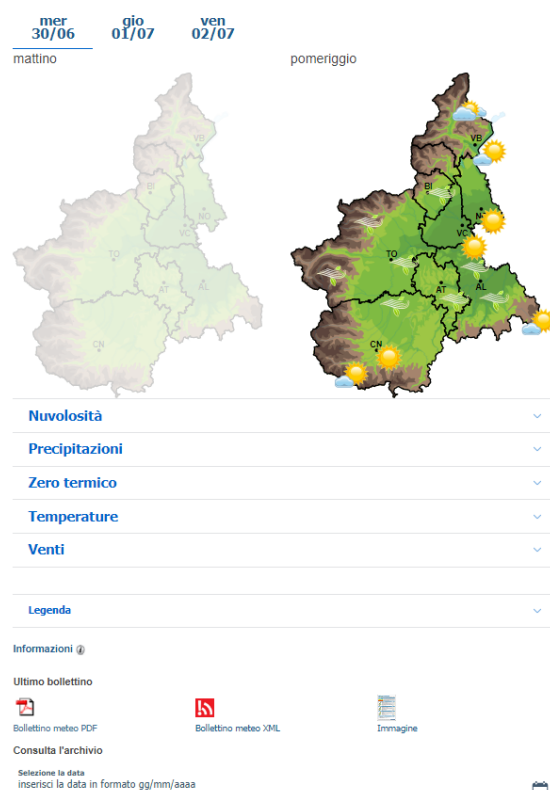 mer
30/06
gio
01/07
ven
02/07
mattino
pomeriggio
VB
BI
NO
VC
TO
AT
AL
CN
VB
BI
VC
TO
AT
AL
CN
Nuvolosità
Precipitazioni
Zero termico
Temperature
Venti
Legenda
Informazioni
Ultimo bollettino
Bollettino meteo PDF
Bollettino meteo XML
Immagine
Consulta l'archivio
Selezione la data
inserisci la data in formato gg/mm/aaaa